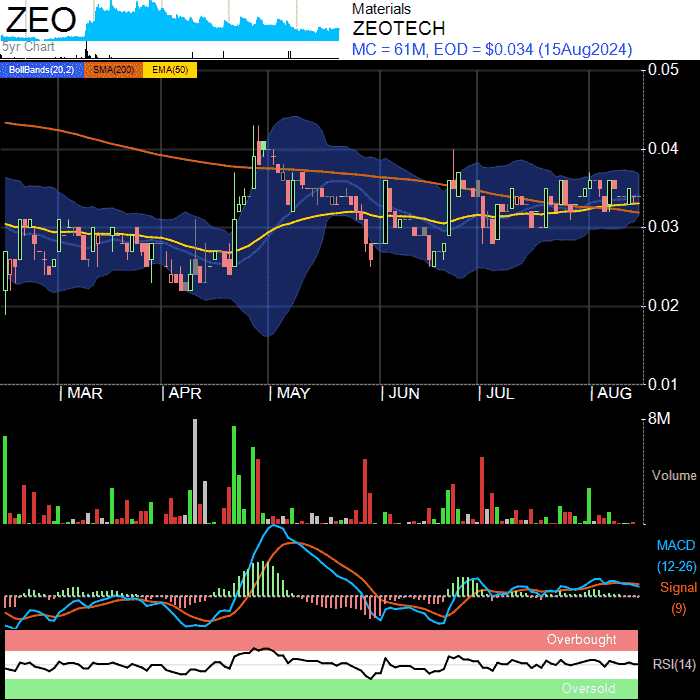 ZEO
5yr Chart
Materials
ZEOTECH
MC = 61M, EOD = $0.034 (15Aug2024)
BollBands(20,2) SMA(200) EMA(50)
0.05
0.04
0.03
0.02
0.01
MAR APR MAY JUN JUL AUG
8M
Volume
MACD
(12-26)
Signal
(9)
Overbought
RSI(14)
Oversold